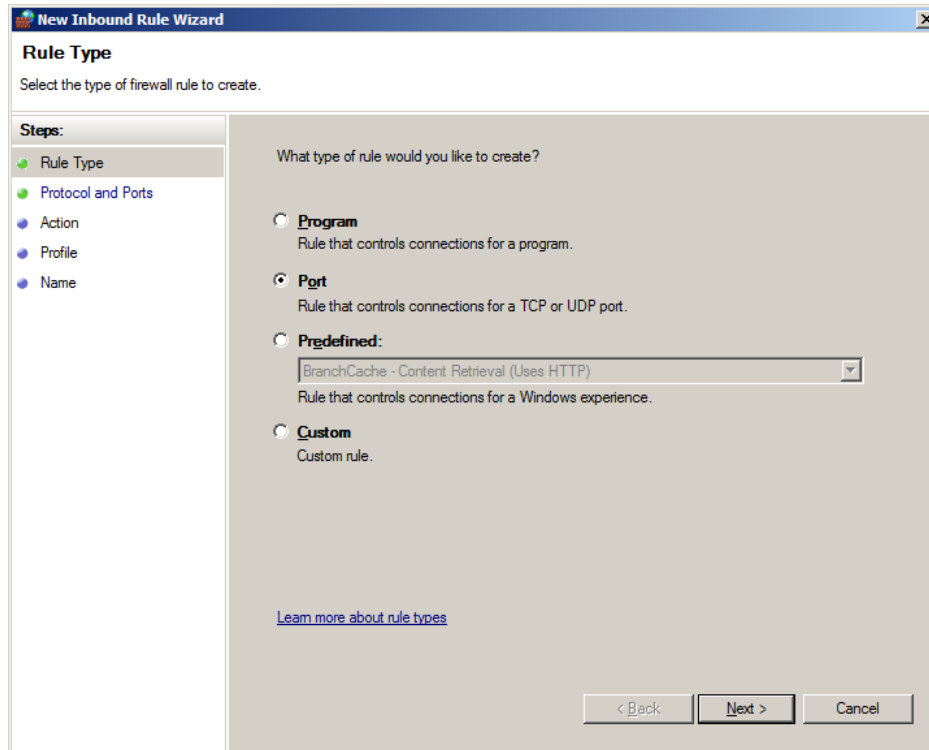 New Inbound Rule Wizard
Rule Type
Select the type of firewall rule to create.
Steps:
Rule Type
Protocol and Ports
Action
Profile
Name
What type of rule would you like to create?
Program
Rule that controls connections for a program.
Port
Rule that controls connections for a TCP or UDP port.
Predefined:
BranchCache - Content Retrieval (Uses HTTP)
Rule that controls connections for a Windows experience.
Custom
Custom rule.
Learn more about rule types
< Back
Next >
Cancel